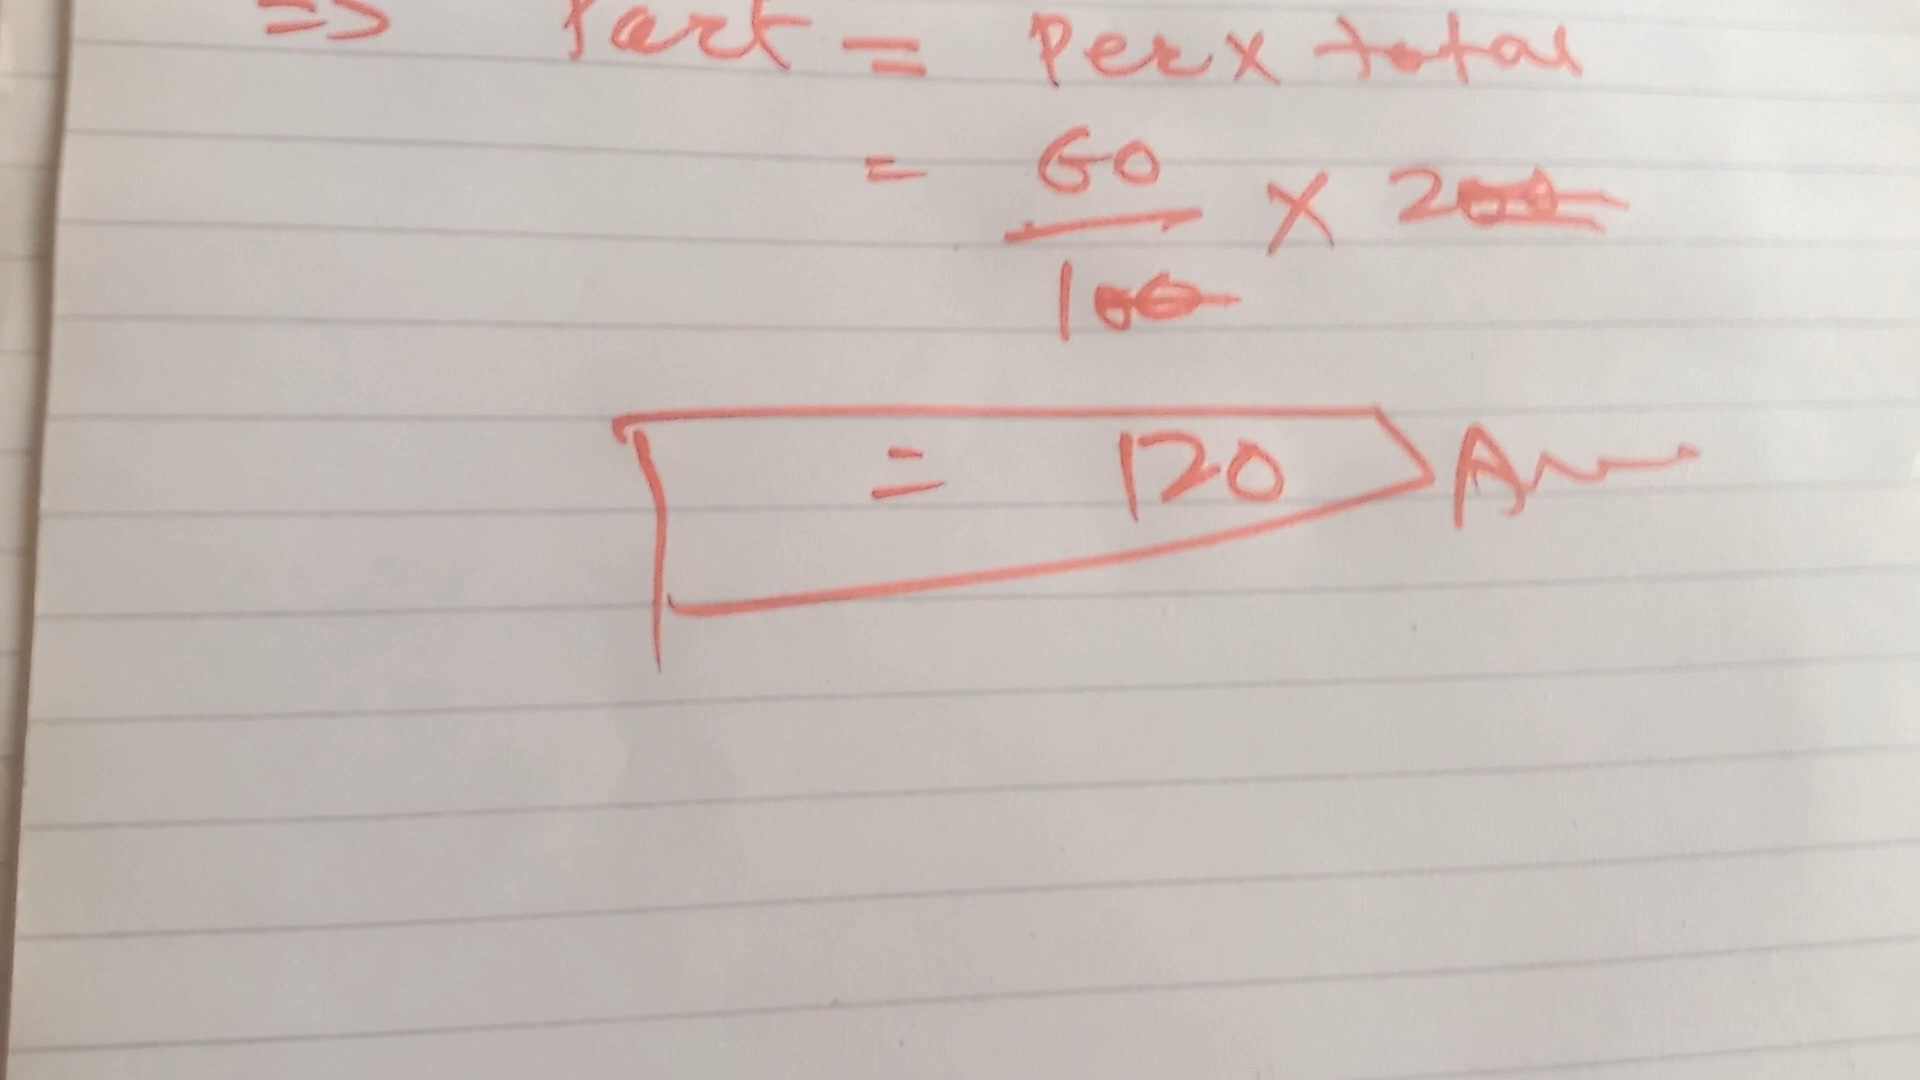 => Part = Per x total
= 60/100 x 200
= 120 Ans